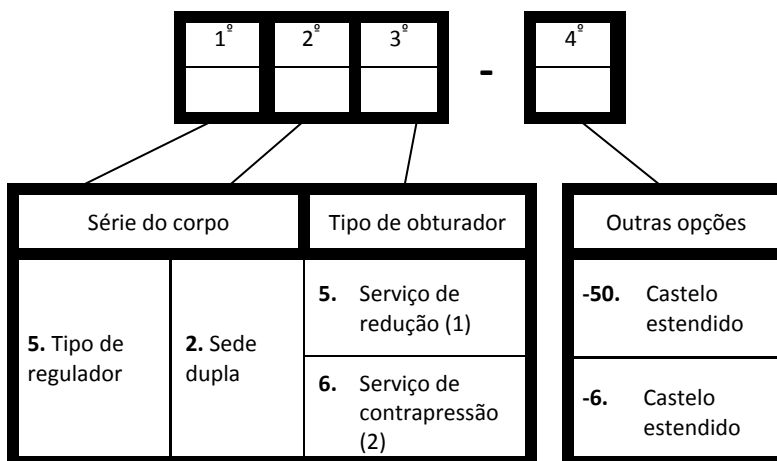 1º 2º 3º - 4º
Série do corpo
Tipo de obturador
Outras opções
5. Tipo de
regulador
2. Sede
dupla
5. Serviço de
redução (1)
6. Serviço de
contrapressão
(2)
-50. Castelo
estendido
-6. Castelo
estendido